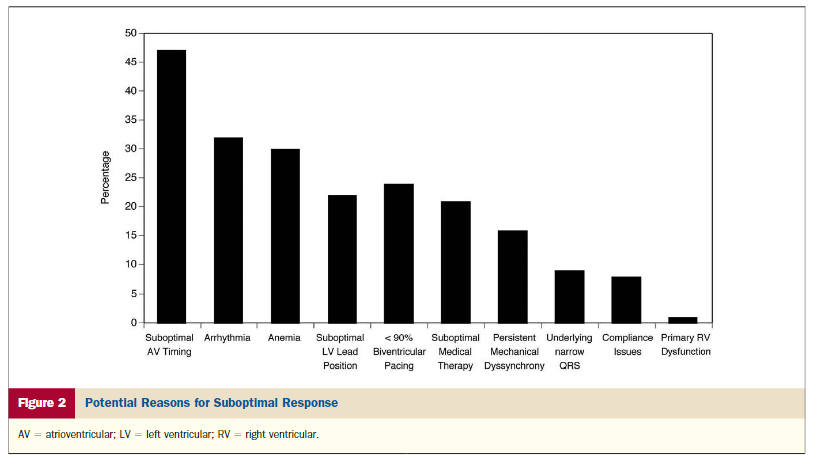 50
45
40
35
30
25
20
15
10
5
0
Percentage
Suboptimal AV Timing
Arrhythmia
Anemia
Suboptimal LV Lead Position
< 90% Biventricular Pacing
Suboptimal Medical Therapy
Persistent Mechanical Dyssynchrony
Underlying narrow QRS
Compliance Issues
Primary RV Dysfunction
Figure 2 Potential Reasons for Suboptimal Response
AV = atrioventricular; LV = left ventricular; RV = right ventricular.